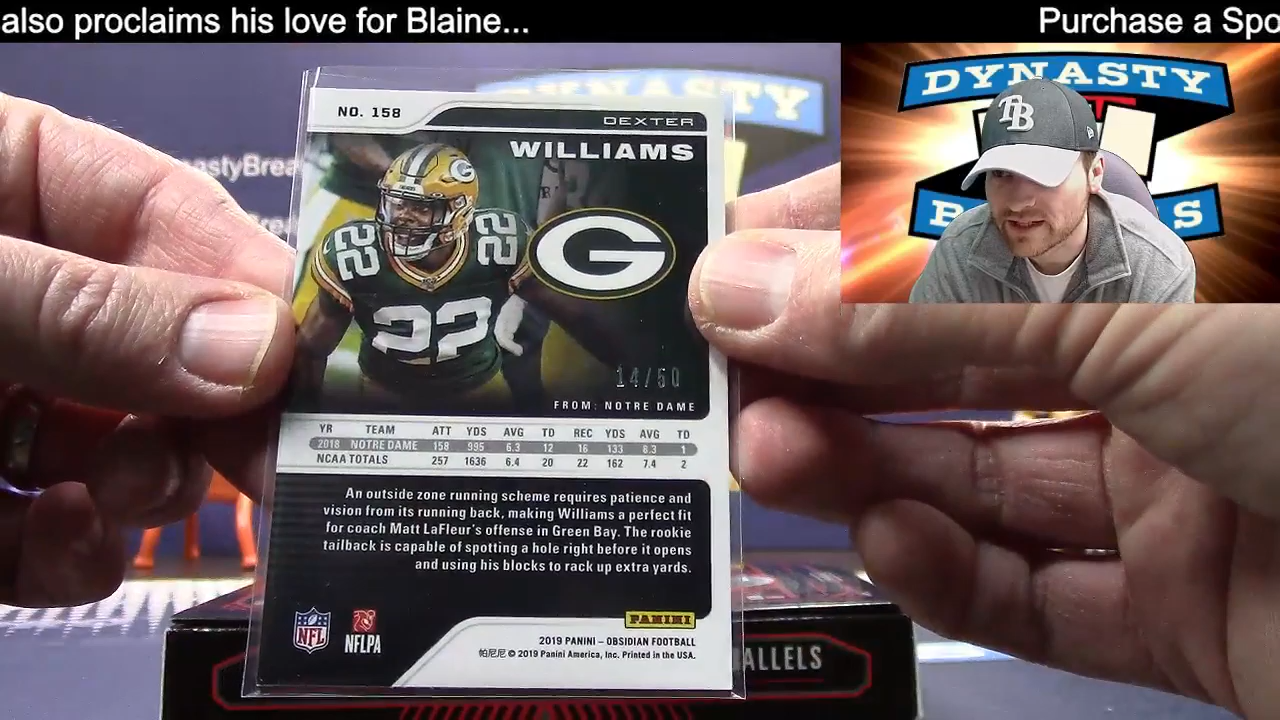 also proclaims his love for Blaine...
Purchase a Spo
DYNASTY
B S
TB
DYNASTY
nastyBrea
NO. 158
DEXTER
WILLIAMS
G
22
22
22
14/50
FROM: NOTRE DAME
YR TEAM ATT YDS AVG TD REC YDS AVG TD
2018 NOTRE DAME 158 995 6.3 12 16 133 8.3 1
NCAA TOTALS 257 1636 6.4 20 22 162 7.4 2
An outside zone running scheme requires patience and
vision from its running back, making Williams a perfect fit
for coach Matt LaFleur's offense in Green Bay. The rookie
tailback is capable of spotting a hole right before it opens
and using his blocks to rack up extra yards.
NFL
NFLPA
PANINI
2019 PANINI – OBSIDIAN FOOTBALL
帕尼尼 © 2019 Panini America, Inc. Printed in the USA.
ALLELS